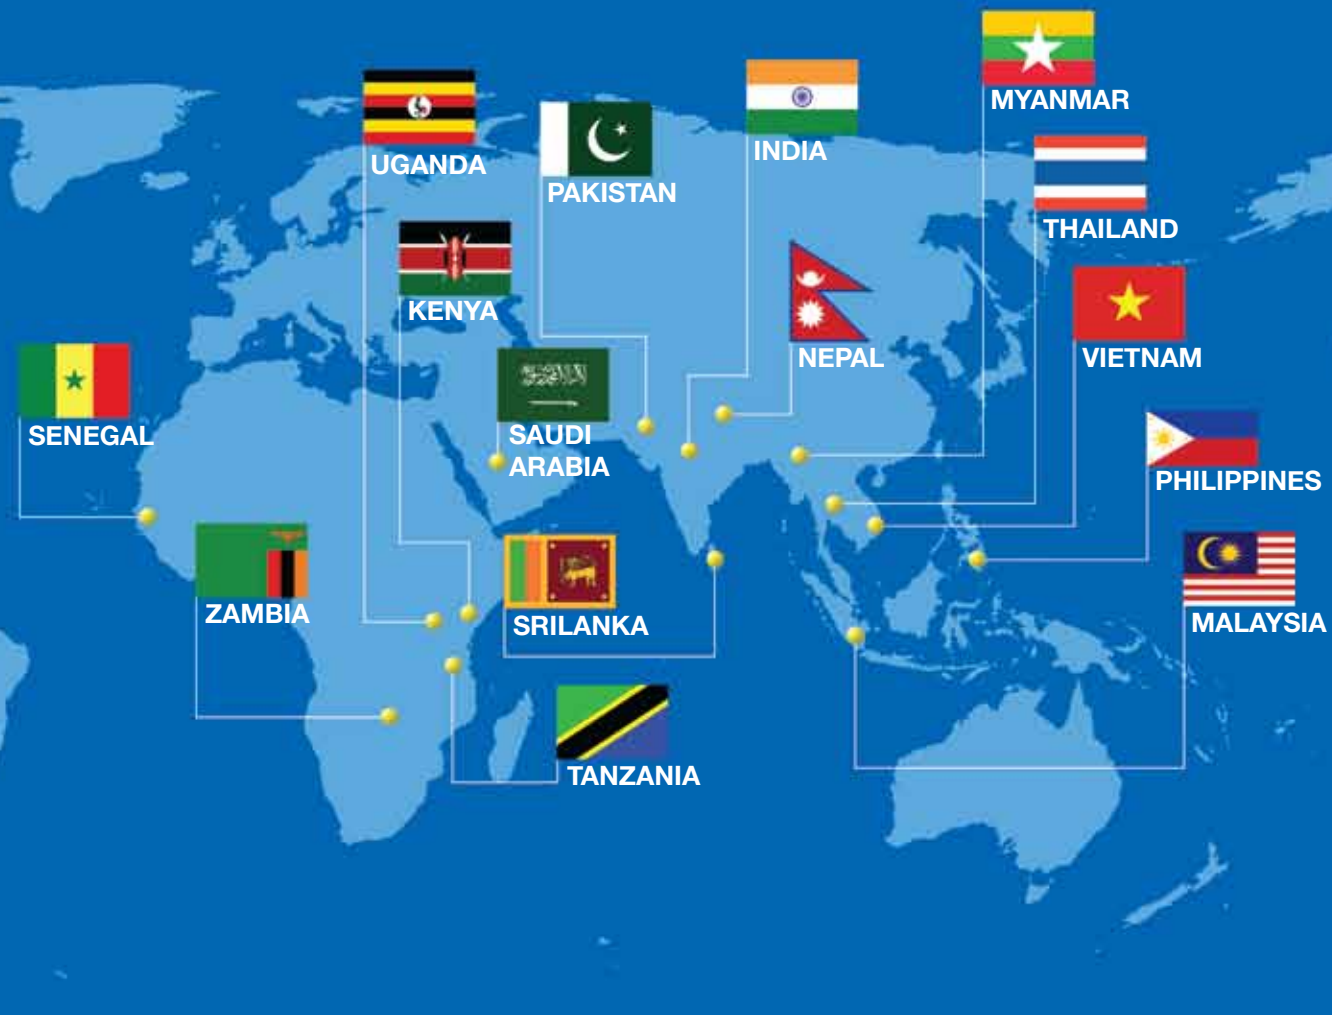 MYANMAR
UGANDA
INDIA
PAKISTAN
THAILAND
KENYA
NEPAL
VIETNAM
SENEGAL
SAUDI
ARABIA
PHILIPPINES
ZAMBIA
SRILANKA
MALAYSIA
TANZANIA